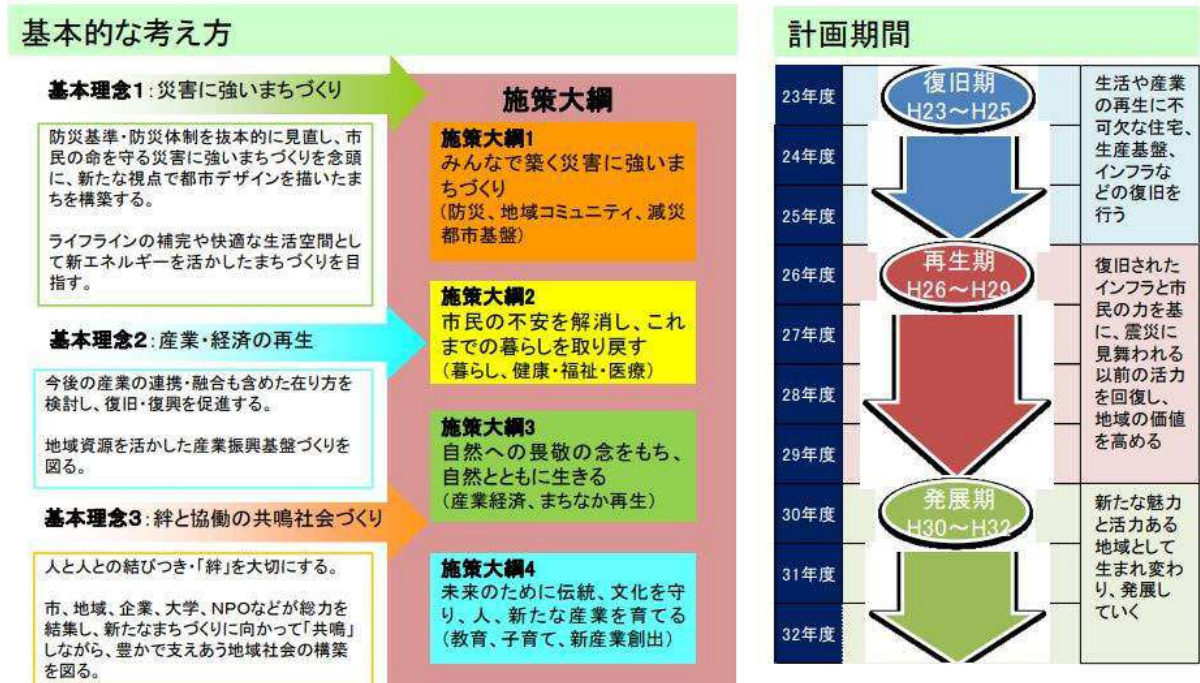 基本的な考え方
基本理念1:災害に強いまちづくり
防災基準・防災体制を抜本的に見直し、市
民の命を守る災害に強いまちづくりを念頭
に、新たな視点で都市デザインを描いたま
ちを構築する。
ライフラインの補完や快適な生活空間とし
て新エネルギーを活かしたまちづくりを目
指す。
基本理念2:産業・経済の再生
今後の産業の連携・融合も含めた在り方を
検討し、復旧・復興を促進する。
地域資源を活かした産業振興基盤づくりを
図る。
基本理念3:絆と協働の共鳴社会づくり
人と人との結びつき・「絆」を大切にする。
市、地域、企業、大学、NPOなどが総力を
結集し、新たなまちづくりに向かって「共鳴」
しながら、豊かで支えあう地域社会の構築
を図る。
施策大綱
施策大綱1
みんなで築く災害に強いま
ちづくり
(防災、地域コミュニティ、減災
都市基盤)
施策大綱2
市民の不安を解消し、これ
までの暮らしを取り戻す
(暮らし、健康・福祉・医療)
施策大綱3
自然への畏敬の念をもち、
自然とともに生きる
(産業経済、まちなか再生)
施策大綱4
未来のために伝統、文化を守
り、人、新たな産業を育てる
(教育、子育て、新産業創出)
計画期間
23年度
24年度
25年度
26年度
27年度
28年度
29年度
30年度
31年度
32年度
復旧期
H23～H25
生活や産業
の再生に不
可欠な住宅、
生産基盤、
インフラな
どの復旧を
行う
再生期
H26～H29
復旧された
インフラと市
民の力を基
に、震災に
見舞われる
以前の活力
を回復し、
地域の価値
を高める
発展期
H30～H32
新たな魅力
と活力ある
地域として
生まれ変わ
り、発展し
ていく